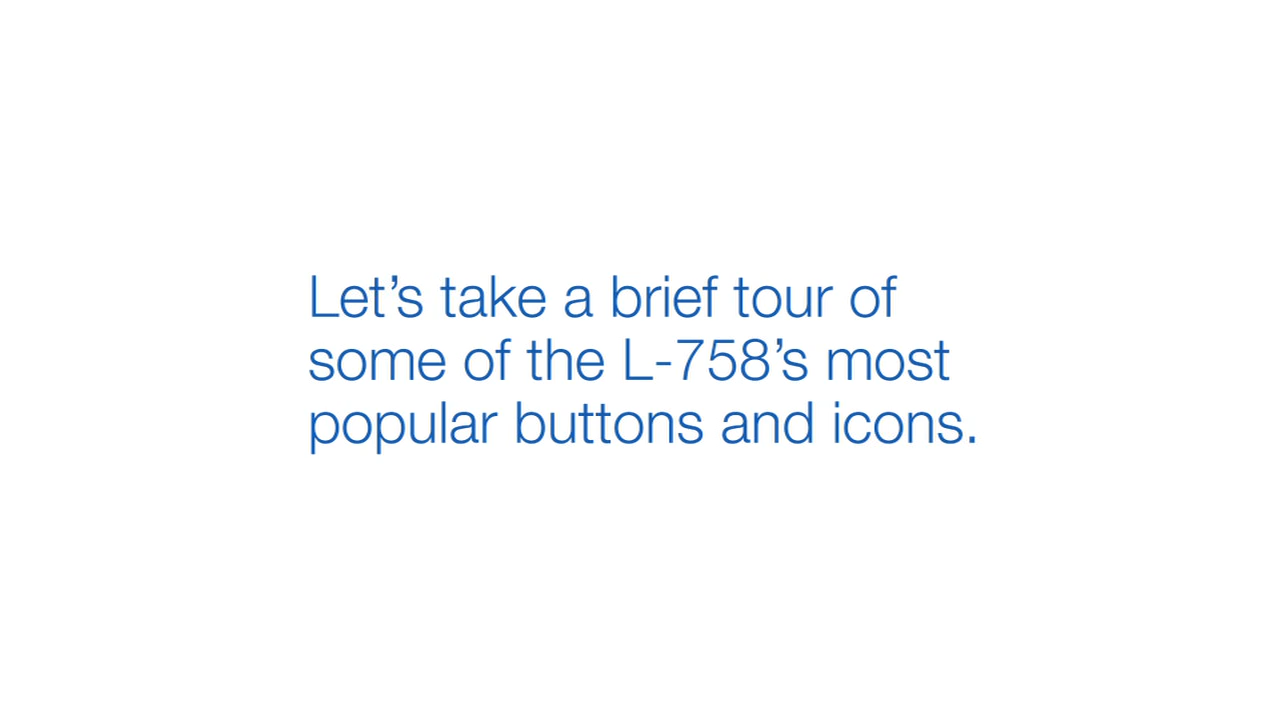 Let’s take a brief tour of
some of the L-758’s most
popular buttons and icons.